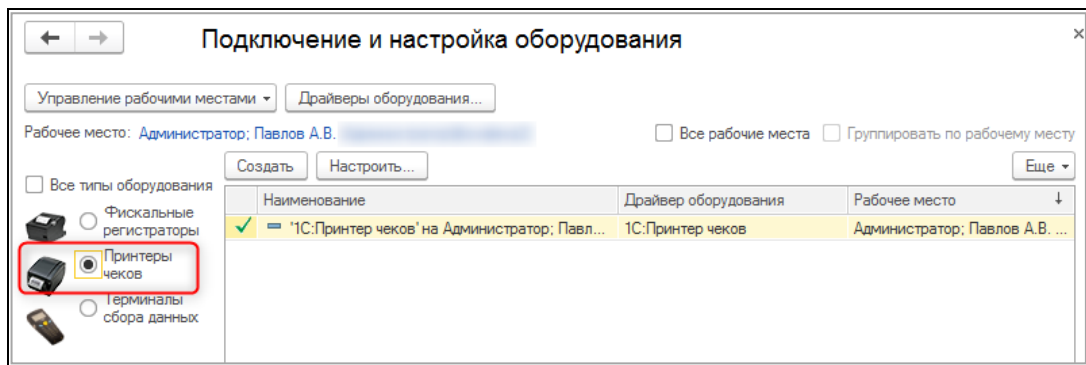 Подключение и настройка оборудования
Управление рабочими местами
Драйверы оборудования...
Рабочее место: Администратор; Павлов А.В.
Все рабочие места
Группировать по рабочему месту
Создать
Настроить...
Еще
Все типы оборудования
Фискальные
регистраторы
Принтеры
чеков
Терминалы
сбора данных
Наименование
Драйвер оборудования
Рабочее место
'1С:Принтер чеков' на Администратор; Павл...
1С:Принтер чеков
Администратор; Павлов А.В. ...